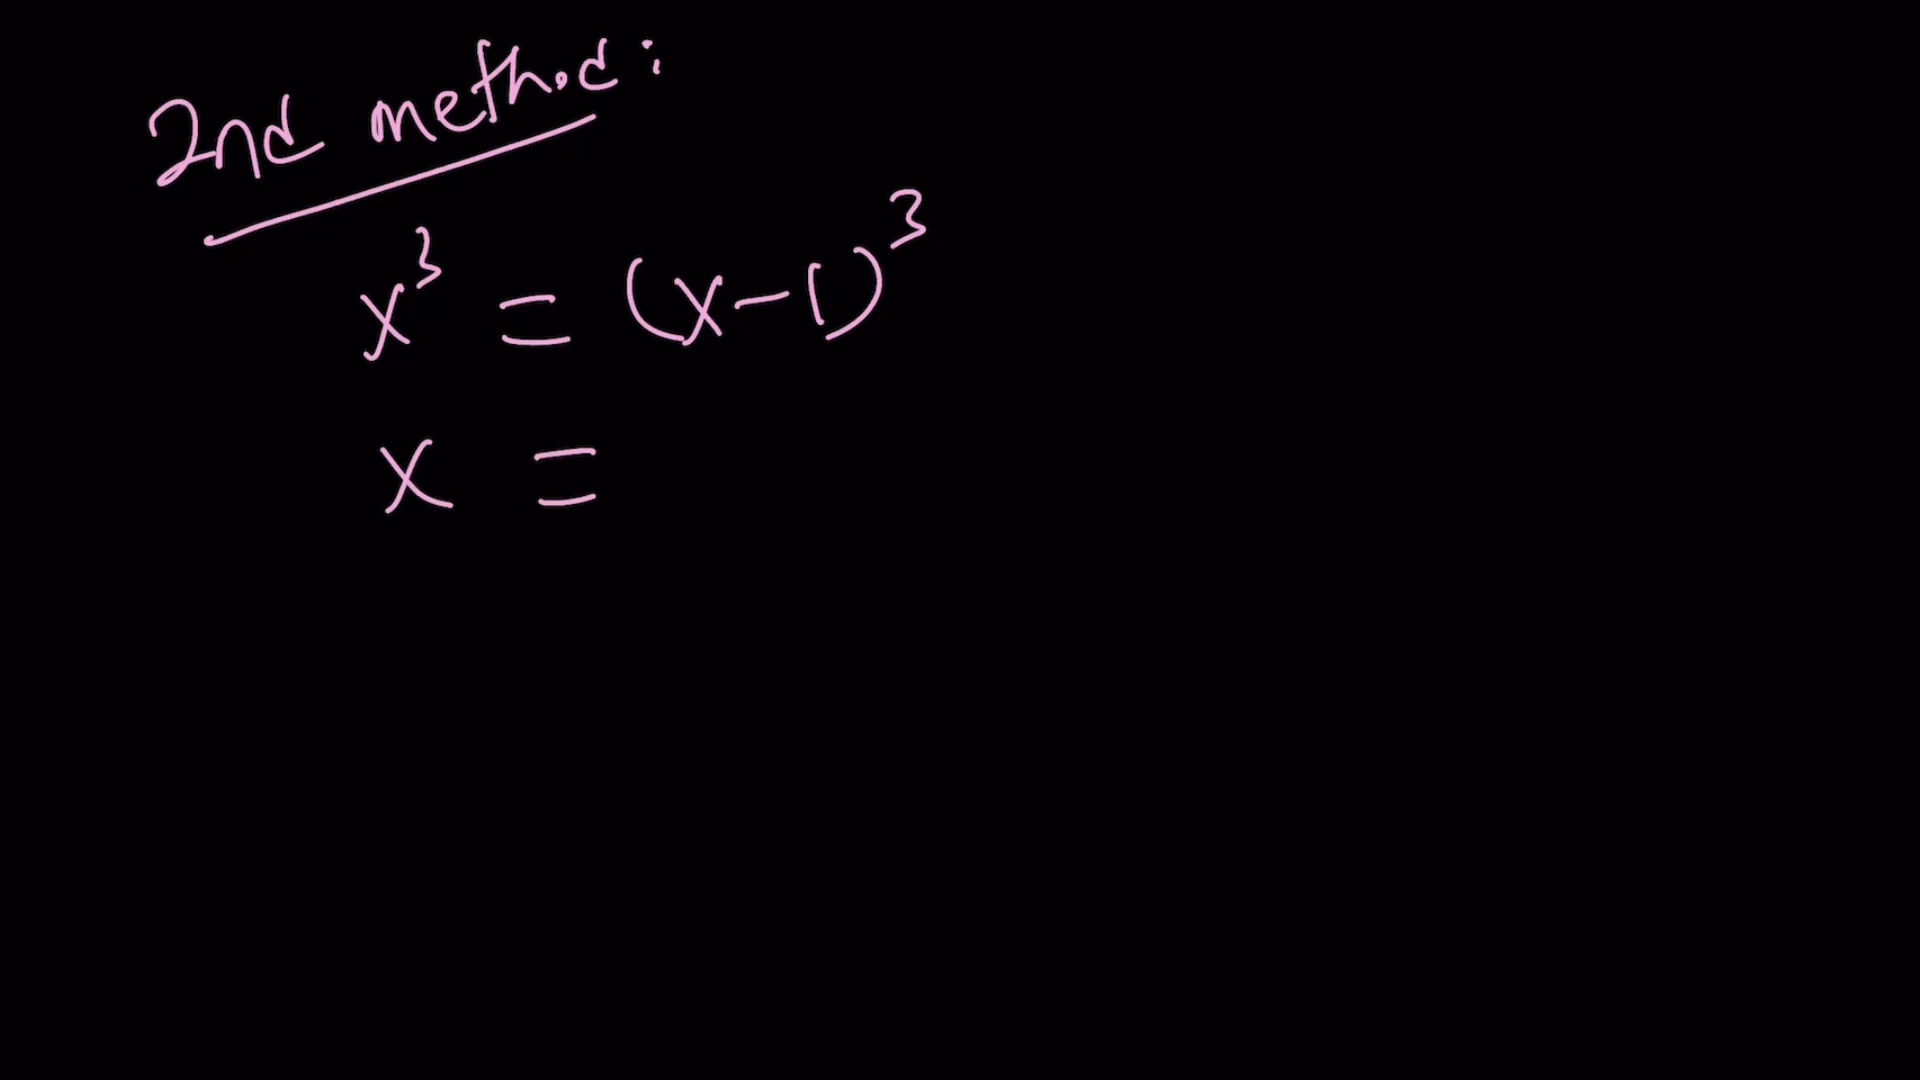 2nd method:
x³ = (x-1)³
x =